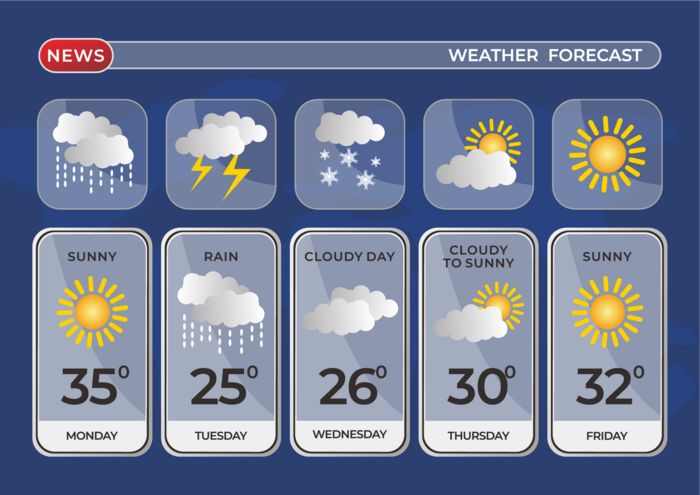 NEWS
WEATHER FORECAST
SUNNY
35⁰
MONDAY
RAIN
25⁰
TUESDAY
CLOUDY DAY
26⁰
WEDNESDAY
CLOUDY
TO SUNNY
30⁰
THURSDAY
SUNNY
32⁰
FRIDAY